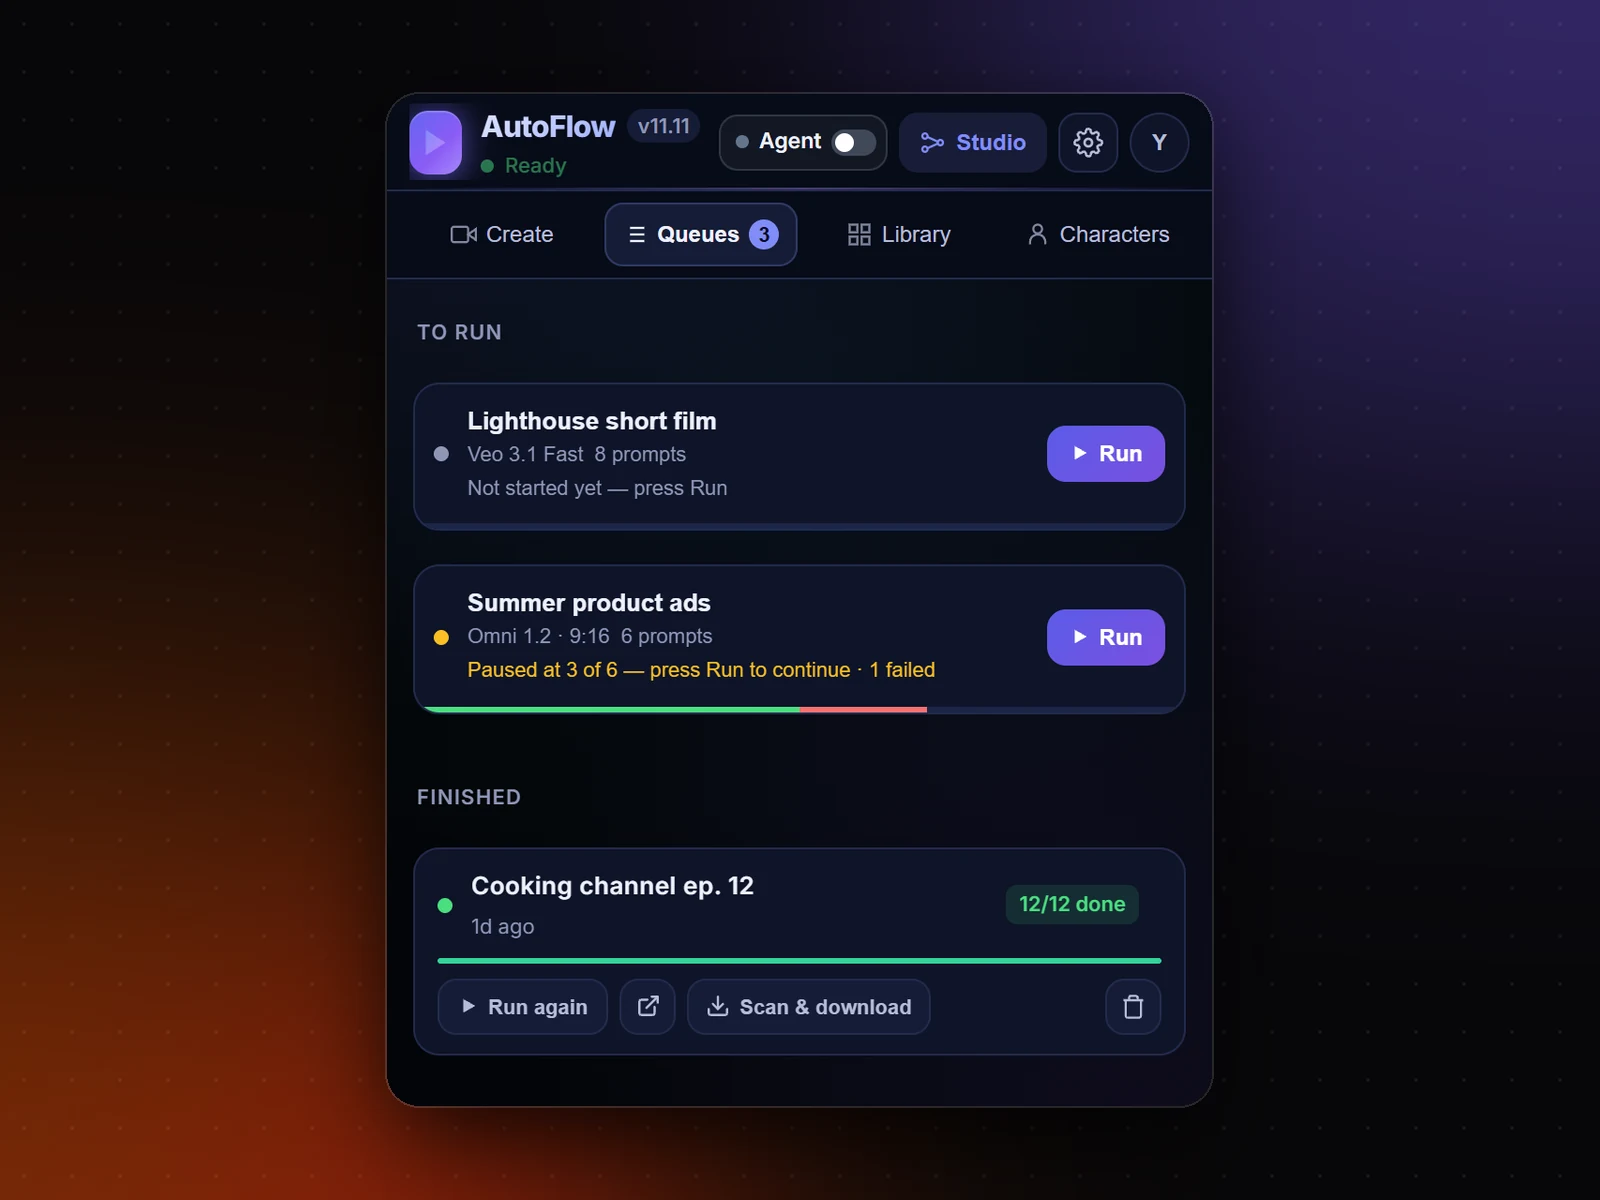 AutoFlow v11.11
Ready
Agent
Studio
Y
Create
Queues 3
Library
Characters
TO RUN
Lighthouse short film
Veo 3.1 Fast 8 prompts
Not started yet — press Run
Run
Summer product ads
Omni 1.2 · 9:16 6 prompts
Paused at 3 of 6 — press Run to continue · 1 failed
Run
FINISHED
Cooking channel ep. 12
1d ago
12/12 done
Run again
Scan & download